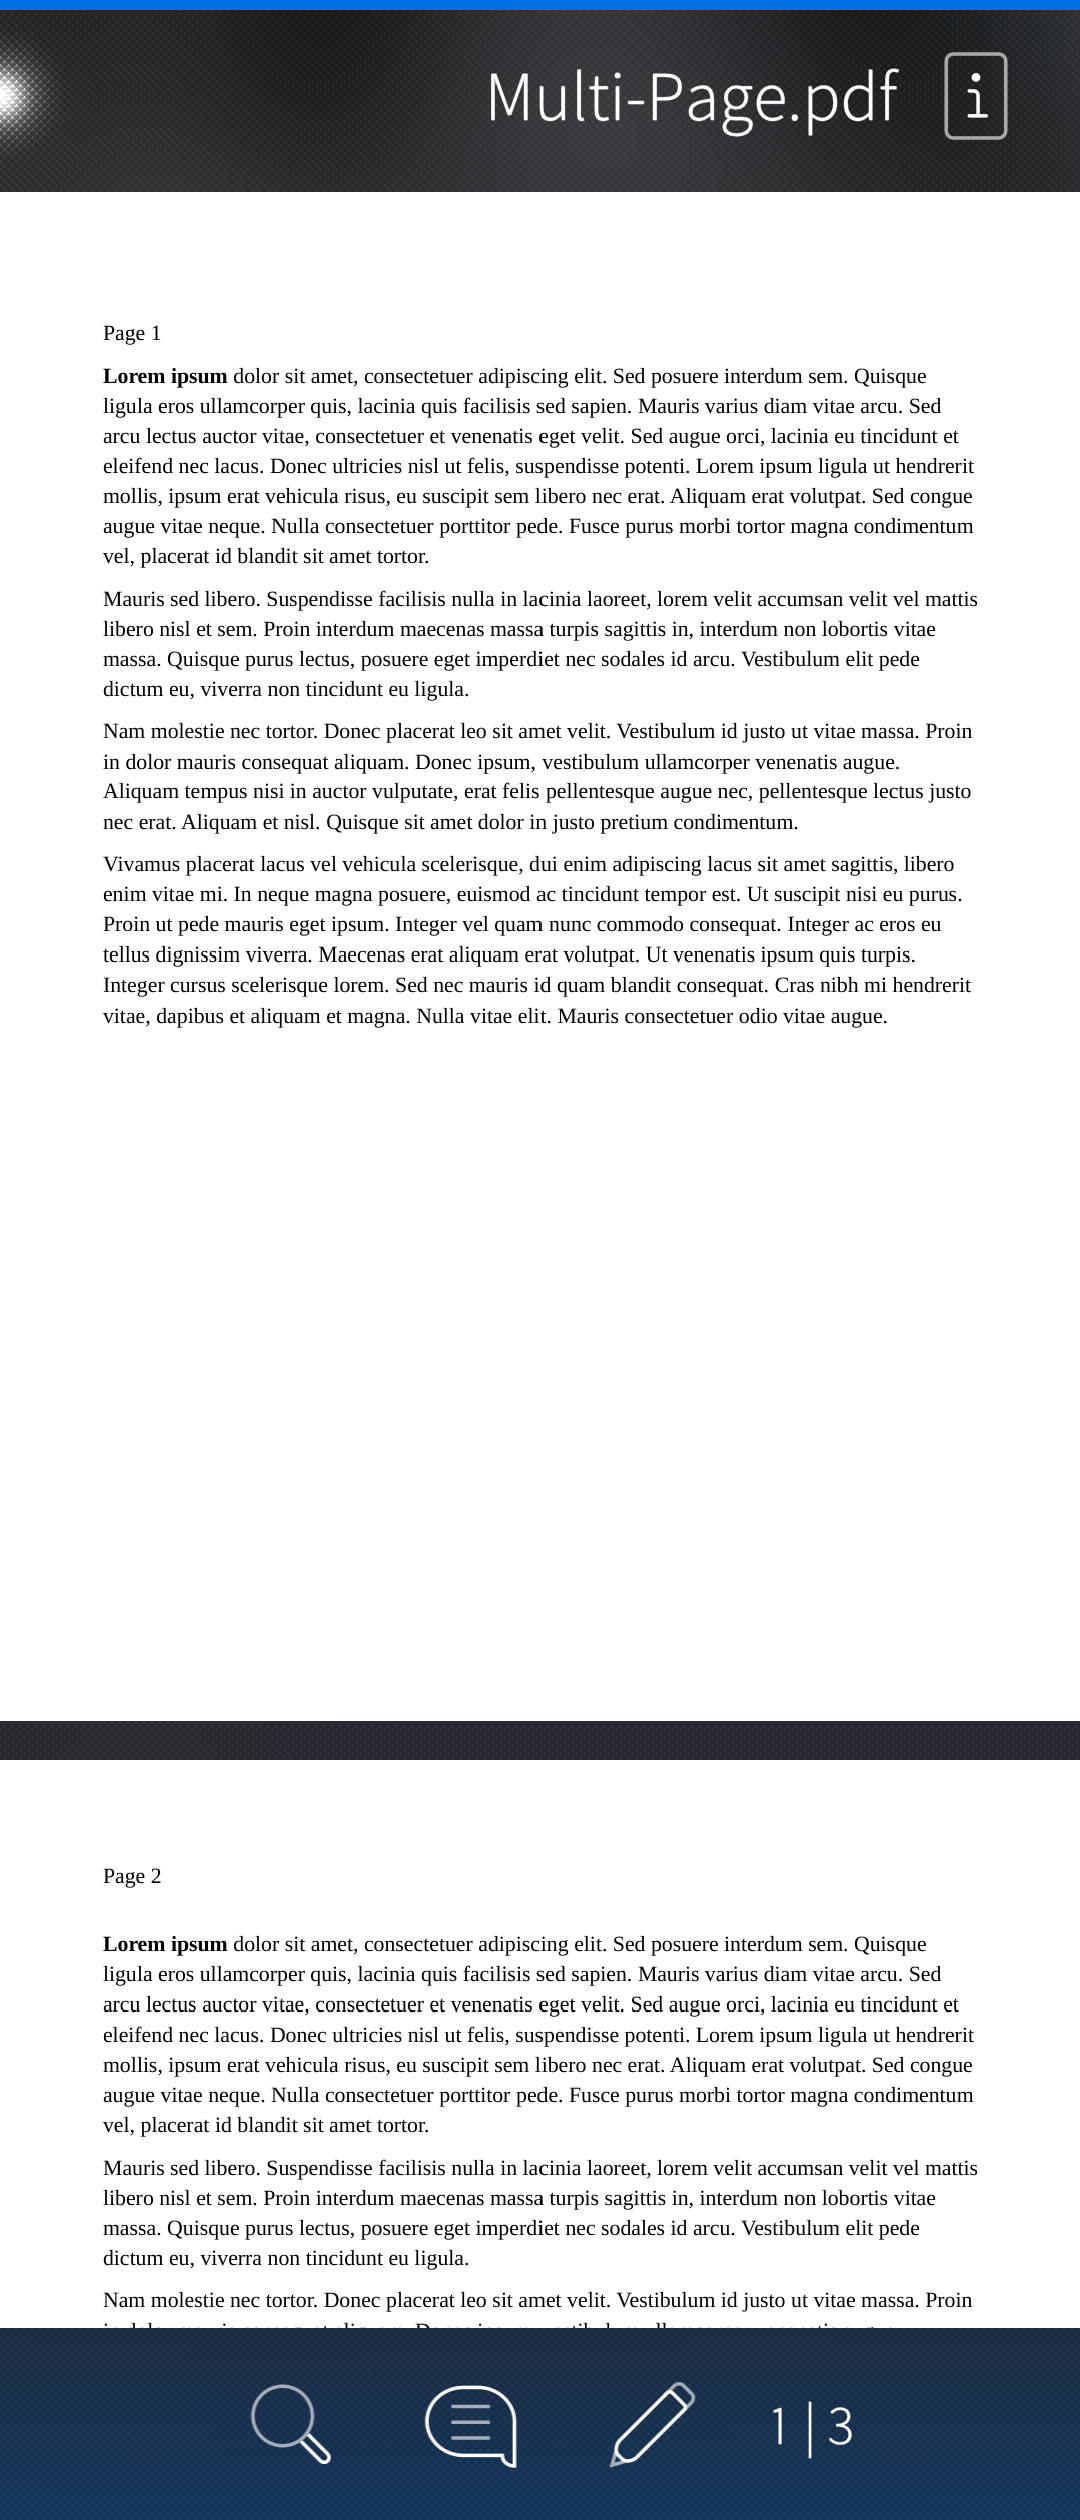 Multi-Page.pdf
Page 1
Lorem ipsum dolor sit amet, consectetuer adipiscing elit. Sed posuere interdum sem. Quisque
ligula eros ullamcorper quis, lacinia quis facilisis sed sapien. Mauris varius diam vitae arcu. Sed
arcu lectus auctor vitae, consectetuer et venenatis eget velit. Sed augue orci, lacinia eu tincidunt et
eleifend nec lacus. Donec ultricies nisl ut felis, suspendisse potenti. Lorem ipsum ligula ut hendrerit
mollis, ipsum erat vehicula risus, eu suscipit sem libero nec erat. Aliquam erat volutpat. Sed congue
augue vitae neque. Nulla consectetuer porttitor pede. Fusce purus morbi tortor magna condimentum
vel, placerat id blandit sit amet tortor.
Mauris sed libero. Suspendisse facilisis nulla in lacinia laoreet, lorem velit accumsan velit vel mattis
libero nisl et sem. Proin interdum maecenas massa turpis sagittis in, interdum non lobortis vitae
massa. Quisque purus lectus, posuere eget imperdiet nec sodales id arcu. Vestibulum elit pede
dictum eu, viverra non tincidunt eu ligula.
Nam molestie nec tortor. Donec placerat leo sit amet velit. Vestibulum id justo ut vitae massa. Proin
in dolor mauris consequat aliquam. Donec ipsum, vestibulum ullamcorper venenatis augue.
Aliquam tempus nisi in auctor vulputate, erat felis pellentesque augue nec, pellentesque lectus justo
nec erat. Aliquam et nisl. Quisque sit amet dolor in justo pretium condimentum.
Vivamus placerat lacus vel vehicula scelerisque, dui enim adipiscing lacus sit amet sagittis, libero
enim vitae mi. In neque magna posuere, euismod ac tincidunt tempor est. Ut suscipit nisi eu purus.
Proin ut pede mauris eget ipsum. Integer vel quam nunc commodo consequat. Integer ac eros eu
tellus dignissim viverra. Maecenas erat aliquam erat volutpat. Ut venenatis ipsum quis turpis.
Integer cursus scelerisque lorem. Sed nec mauris id quam blandit consequat. Cras nibh mi hendrerit
vitae, dapibus et aliquam et magna. Nulla vitae elit. Mauris consectetuer odio vitae augue.
Page 2
Lorem ipsum dolor sit amet, consectetuer adipiscing elit. Sed posuere interdum sem. Quisque
ligula eros ullamcorper quis, lacinia quis facilisis sed sapien. Mauris varius diam vitae arcu. Sed
arcu lectus auctor vitae, consectetuer et venenatis eget velit. Sed augue orci, lacinia eu tincidunt et
eleifend nec lacus. Donec ultricies nisl ut felis, suspendisse potenti. Lorem ipsum ligula ut hendrerit
mollis, ipsum erat vehicula risus, eu suscipit sem libero nec erat. Aliquam erat volutpat. Sed congue
augue vitae neque. Nulla consectetuer porttitor pede. Fusce purus morbi tortor magna condimentum
vel, placerat id blandit sit amet tortor.
Mauris sed libero. Suspendisse facilisis nulla in lacinia laoreet, lorem velit accumsan velit vel mattis
libero nisl et sem. Proin interdum maecenas massa turpis sagittis in, interdum non lobortis vitae
massa. Quisque purus lectus, posuere eget imperdiet nec sodales id arcu. Vestibulum elit pede
dictum eu, viverra non tincidunt eu ligula.
Nam molestie nec tortor. Donec placerat leo sit amet velit. Vestibulum id justo ut vitae massa. Proin
1 | 3